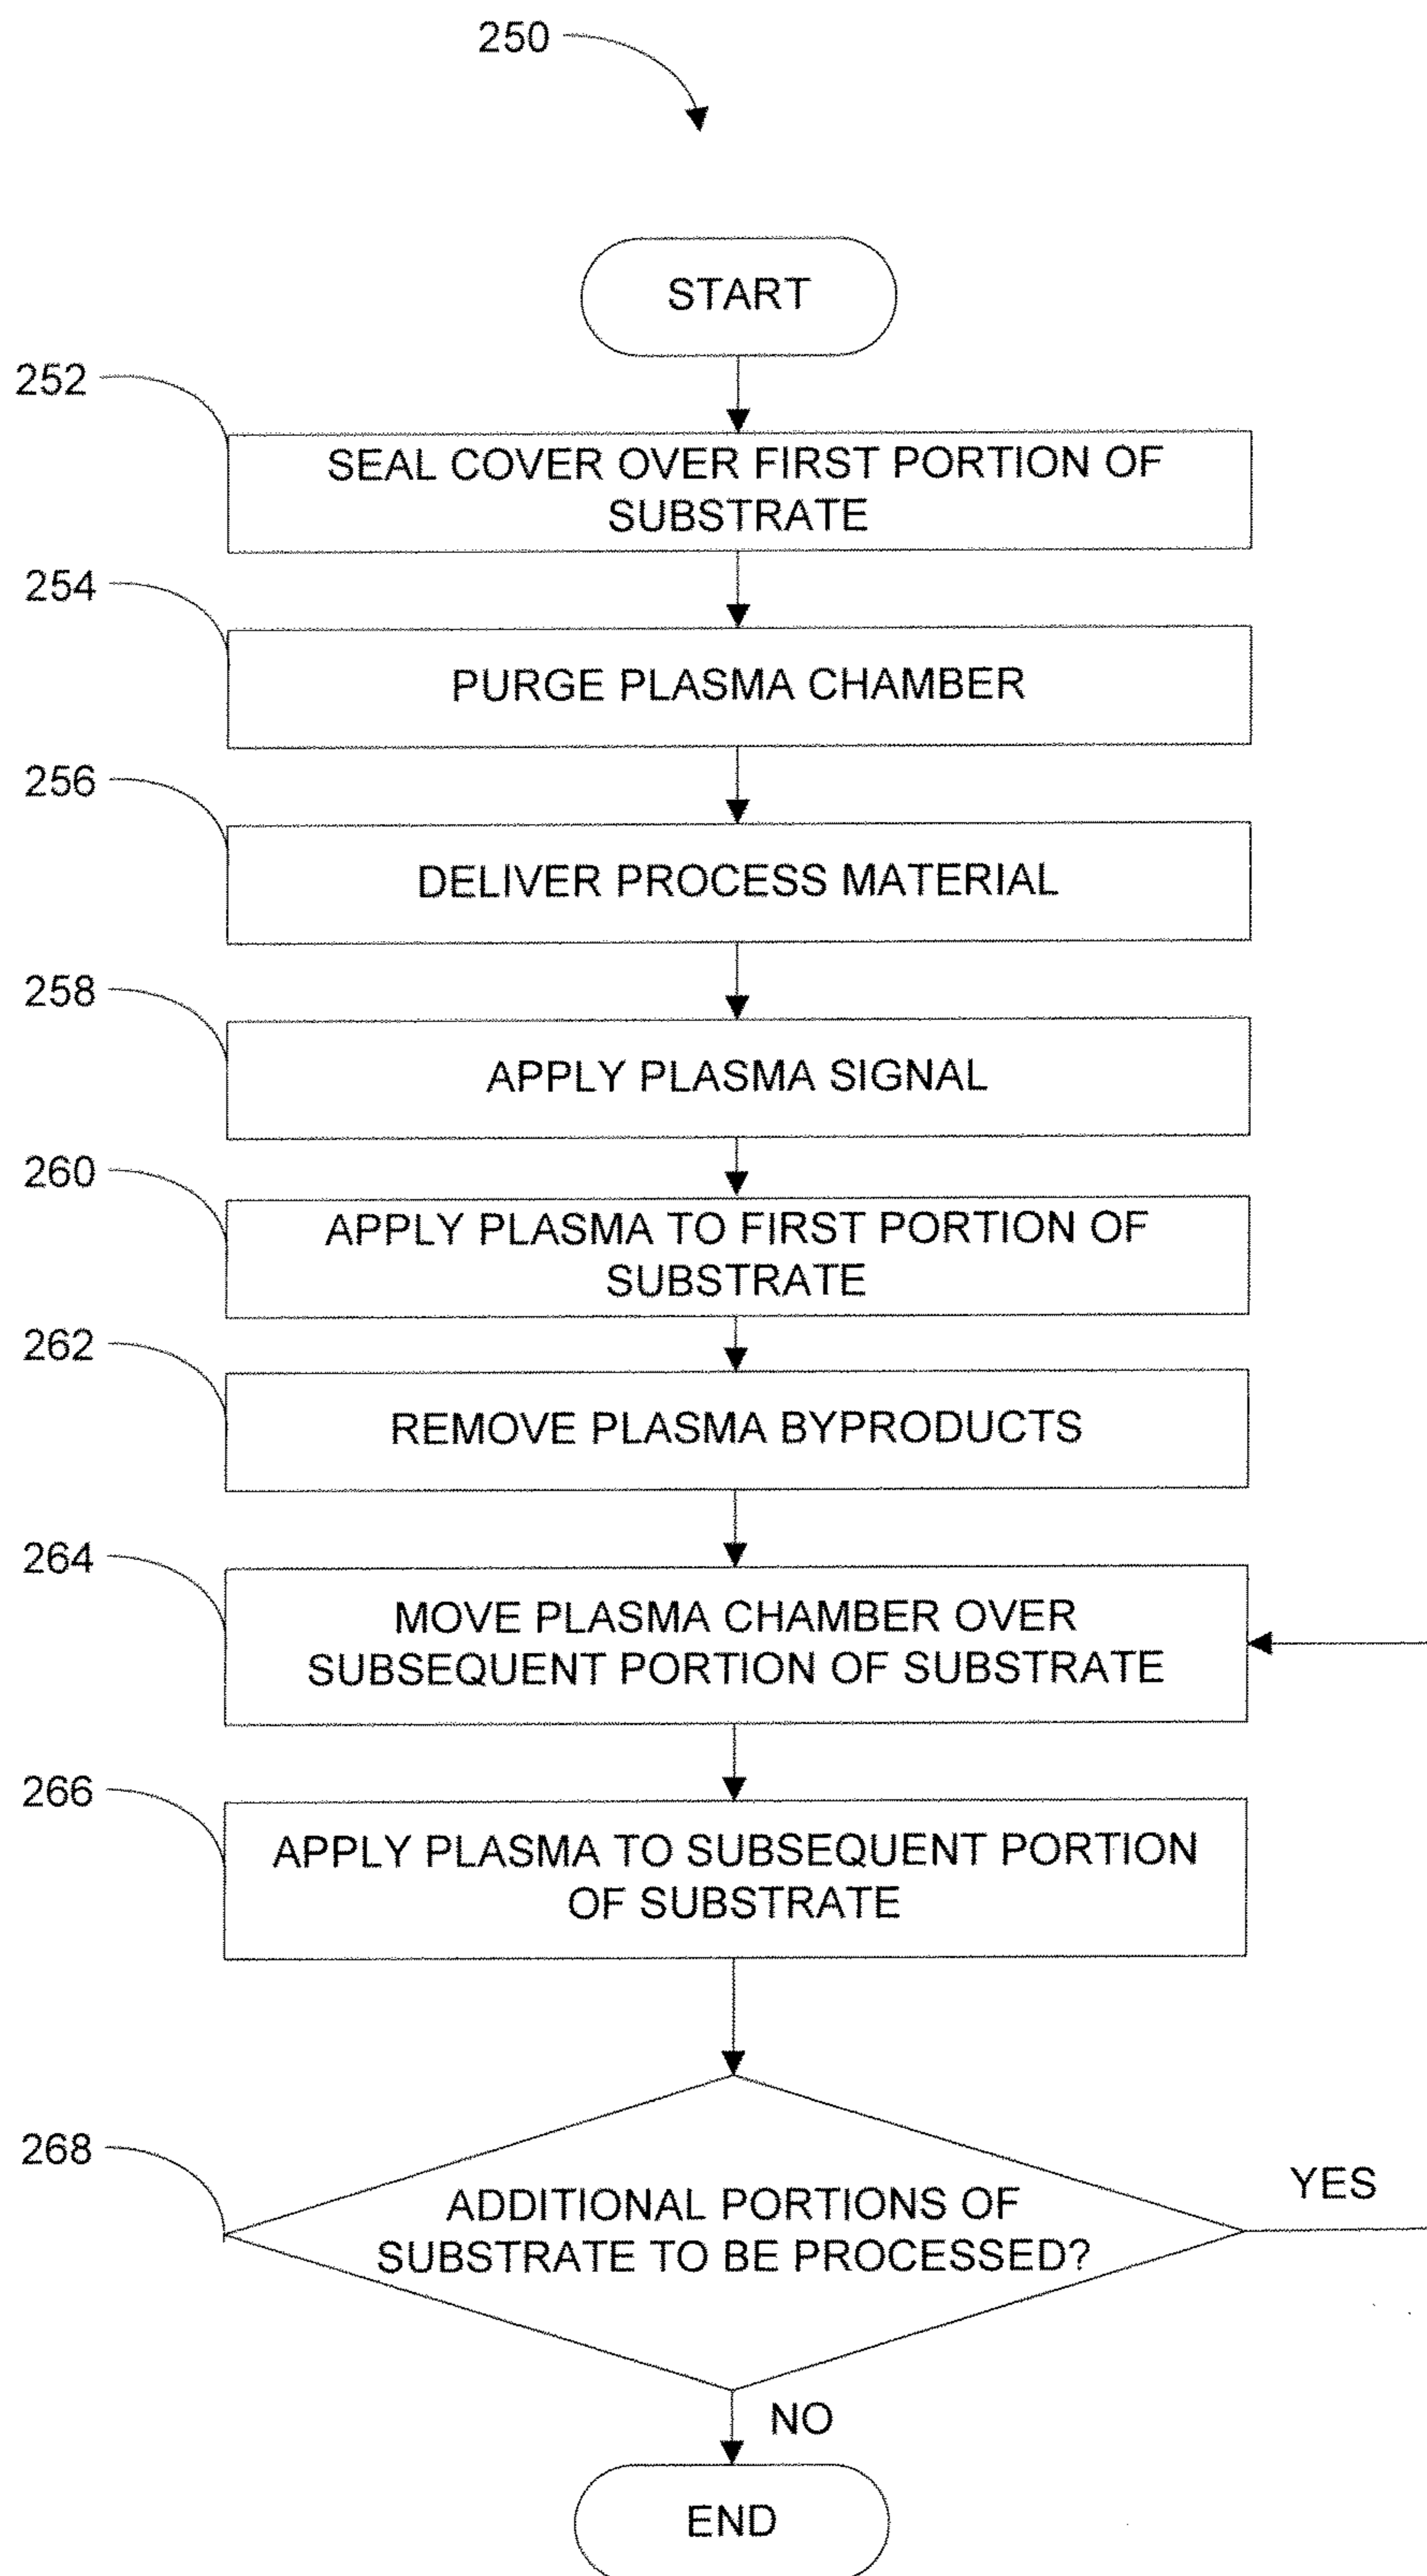 250
START
252
SEAL COVER OVER FIRST PORTION OF
SUBSTRATE
254
PURGE PLASMA CHAMBER
256
DELIVER PROCESS MATERIAL
258
APPLY PLASMA SIGNAL
260
APPLY PLASMA TO FIRST PORTION OF
SUBSTRATE
262
REMOVE PLASMA BYPRODUCTS
264
MOVE PLASMA CHAMBER OVER
SUBSEQUENT PORTION OF SUBSTRATE
266
APPLY PLASMA TO SUBSEQUENT PORTION
OF SUBSTRATE
268
ADDITIONAL PORTIONS OF
SUBSTRATE TO BE PROCESSED?
YES
NO
END